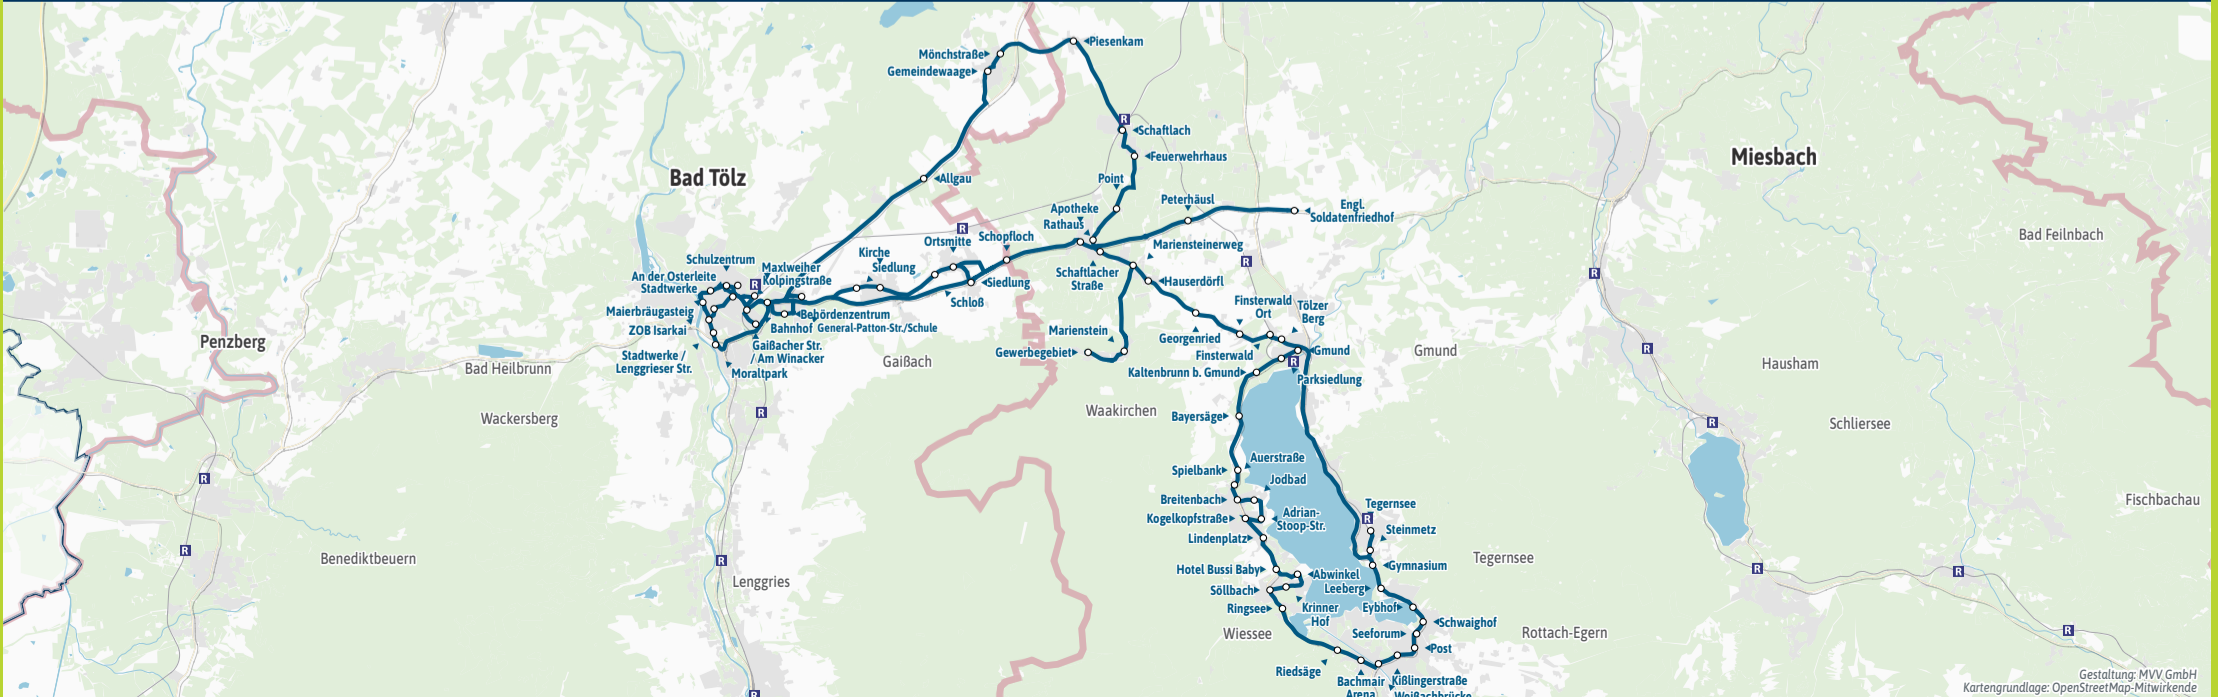 Piesenkam
Mönchstraße
Gemeindewaage
R
Schaftlach
Feuerwehrhaus
Miesbach
Bad Tölz
Allgau
Point
Peterhäusl
Engl.
Soldatenfriedhof
Apotheke
Rathaus
R
Schopfloch
Ortsmitte
Bad Feilnbach
Mariensteinerweg
Kirche
Siedlung
Schulzentrum
Maxlweiher
Kolpingstraße
R
R
An der Osterleite
Stadtwerke
R
Schaftlacher
Straße
Hauserdörfl
Siedlung
Schloß
Maierbräugasteig
Behördenzentrum
Bahnhof
General-Patton-Str./Schule
ZOB Isarkai
Finsterwald
Ort
Tölzer
Berg
Marienstein
Georgenried
Penzberg
Gaißacher Str.
/ Am Winacker
Stadtwerke /
Lenggrieser Str.
Moraltpark
Gewerbegebiet
Finsterwald
Gmund
R
Gmund
R
Bad Heilbrunn
Gaißach
Hausham
Kaltenbrunn b. Gmund
Parksiedlung
Wackersberg
R
Waakirchen
Bayersäge
R
Schliersee
Auerstraße
Spielbank
Jodbad
R
Breitenbach
Tegernsee
R
Fischbachau
Kogelkopfstraße
Adrian-
Stoop-Str.
Steinmetz
Lindenplatz
R
Benediktbeuern
R
Tegernsee
Gymnasium
Hotel Bussi Baby
Abwinkel
R
R
Lenggries
Söllbach
Leeberg
Ringsee
Krinner
Hof
Eybhof
Schwaighof
Wiessee
Seeforum
Rottach-Egern
R
Post
Riedsäge
Bachmair
Arena
Kißlingerstraße
Weißachbrücke
R
Gestaltung: MVV GmbH
Kartengrundlage: OpenStreetMap-Mitwirkende